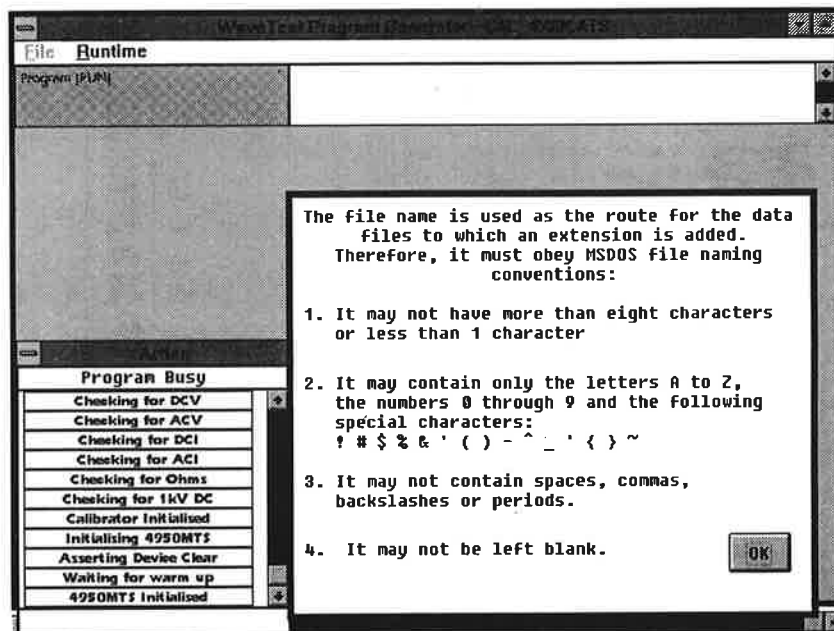 WaveTest Program Generator - CAL_4950CATS
File Runtime
Program [RUN]
The file name is used as the route for the data
files to which an extension is added.
Therefore, it must obey MSDOS file naming
conventions:
1. It may not have more than eight characters
or less than 1 character
2. It may contain only the letters A to Z,
the numbers 0 through 9 and the following
special characters:
! # $ % & ' ( ) - ^ _ ' { } ~
3. It may not contain spaces, commas,
backslashes or periods.
4. It may not be left blank.
OK
Action
Program Busy
Checking for DCV
Checking for ACV
Checking for DCI
Checking for ACI
Checking for Ohms
Checking for 1kV DC
Calibrator Initialised
Initialising 4950MTS
Asserting Device Clear
Waiting for warm up
4950MTS Initialised